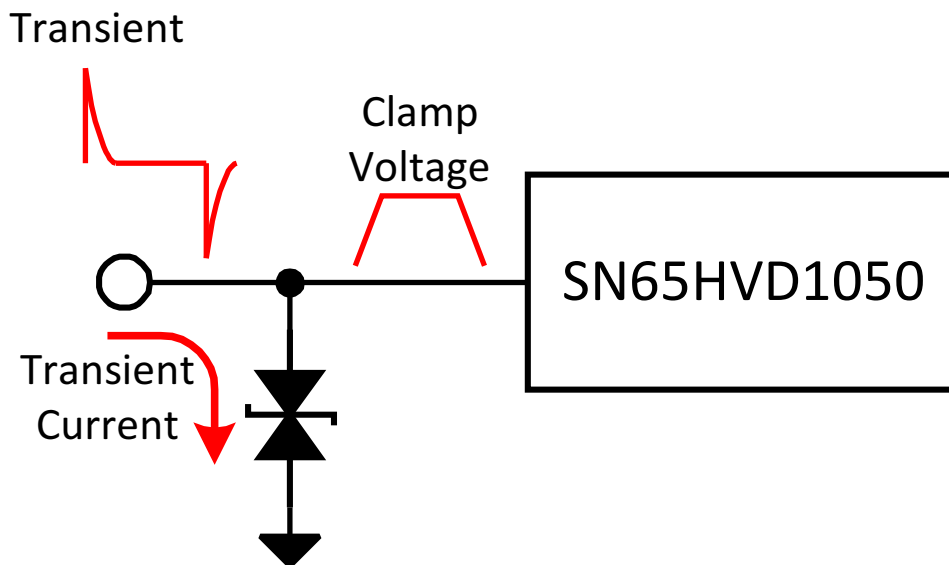 Transient
Clamp
Voltage
SN65HVD1050
Transient
Current